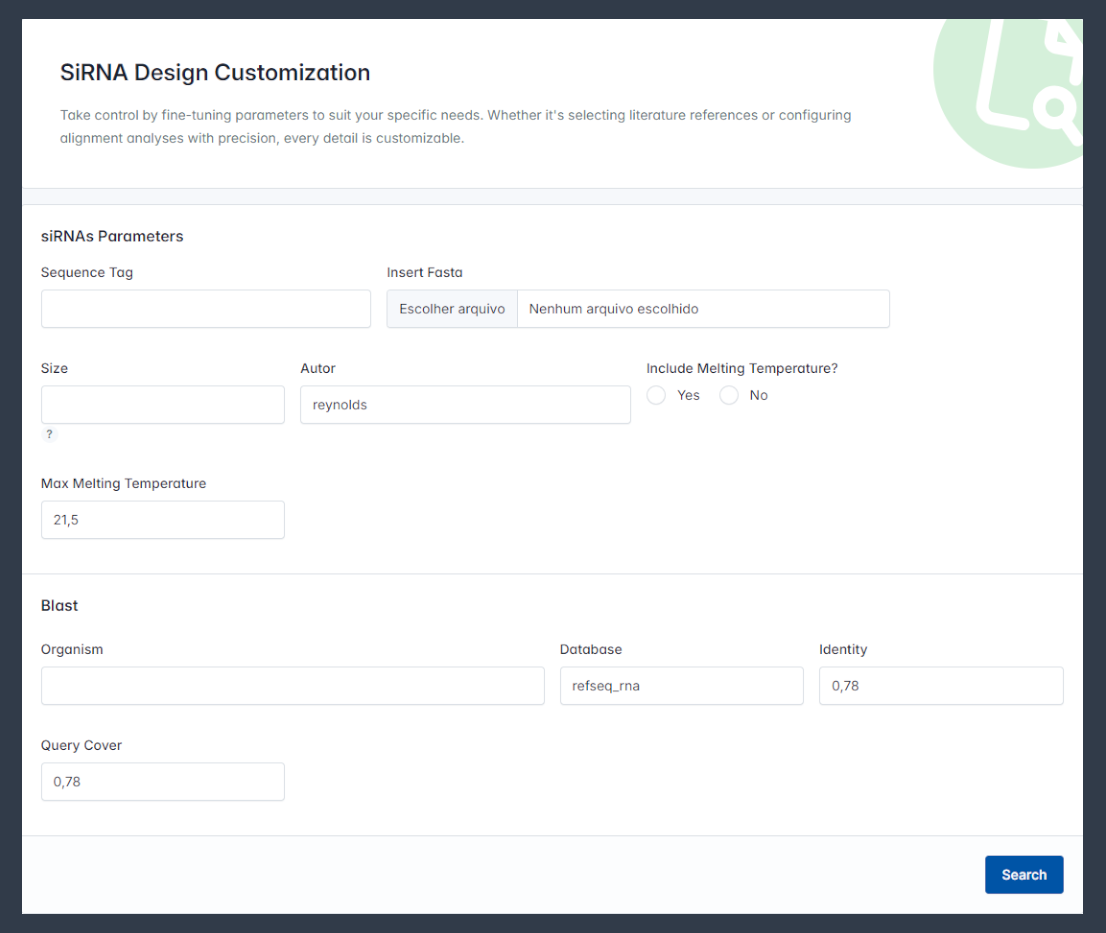 SiRNA Design Customization
Take control by fine-tuning parameters to suit your specific needs. Whether it's selecting literature references or configuring
alignment analyses with precision, every detail is customizable.
siRNAs Parameters
Sequence Tag
Insert Fasta
Escolher arquivo
Nenhum arquivo escolhido
Size
Autor
Include Melting Temperature?
reynolds
Yes
No
?
Max Melting Temperature
21,5
Blast
Organism
Database
Identity
refseq_rna
0,78
Query Cover
0,78
Search